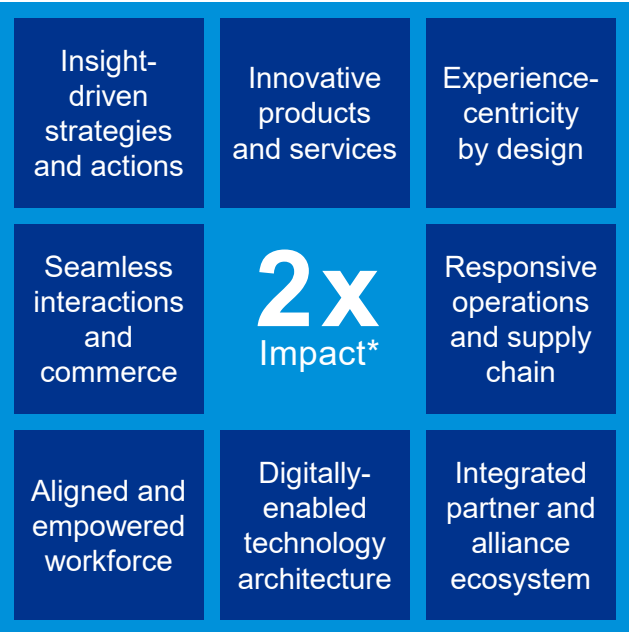 Insight-
driven
strategies
and actions
Innovative
products
and services
Experience-
centricity
by design
Seamless
interactions
and
commerce
2x
Impact*
Responsive
operations
and supply
chain
Aligned and
empowered
workforce
Digitally-
enabled
technology
architecture
Integrated
partner and
alliance
ecosystem